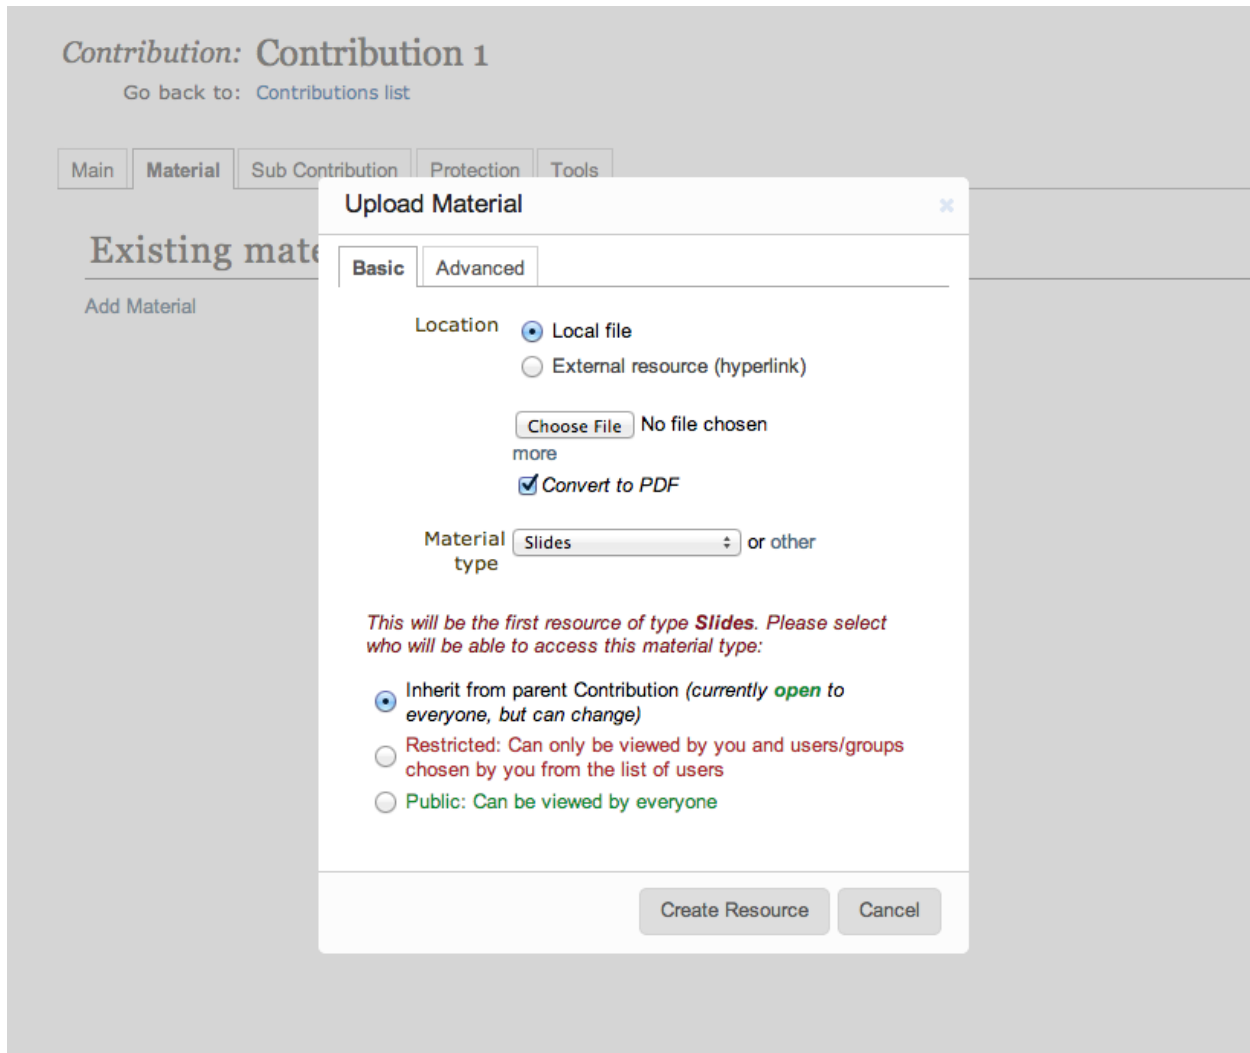 Contribution: Contribution 1
Go back to: Contributions list
Main Material Sub Contribution Protection Tools
Upload Material
Existing mate
Basic Advanced
Add Material
Location
Local file
External resource (hyperlink)
Choose File No file chosen
more
Convert to PDF
Material
type
Slides
or other
This will be the first resource of type Slides. Please select
who will be able to access this material type:
Inherit from parent Contribution (currently open to
everyone, but can change)
Restricted: Can only be viewed by you and users/groups
chosen by you from the list of users
Public: Can be viewed by everyone
Create Resource Cancel